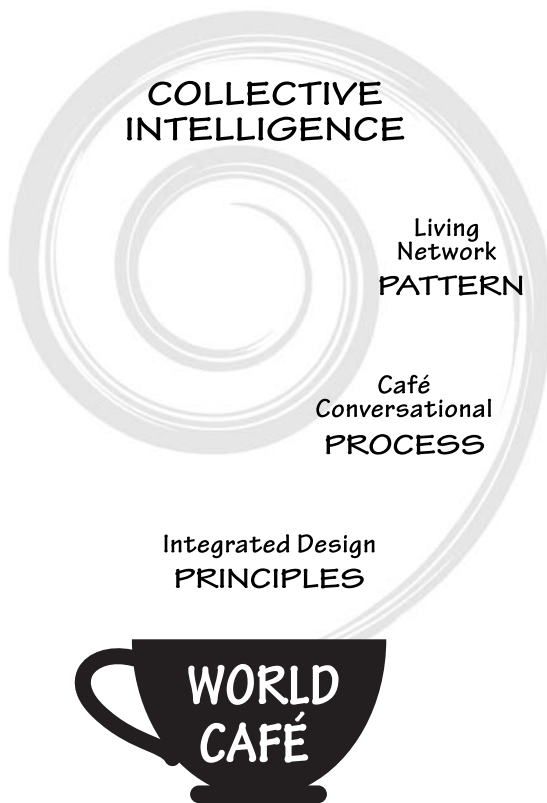 COLLECTIVE
INTELLIGENCE
Living
Network
PATTERN
Café
Conversational
PROCESS
Integrated Design
PRINCIPLES
WORLD
CAFÉ